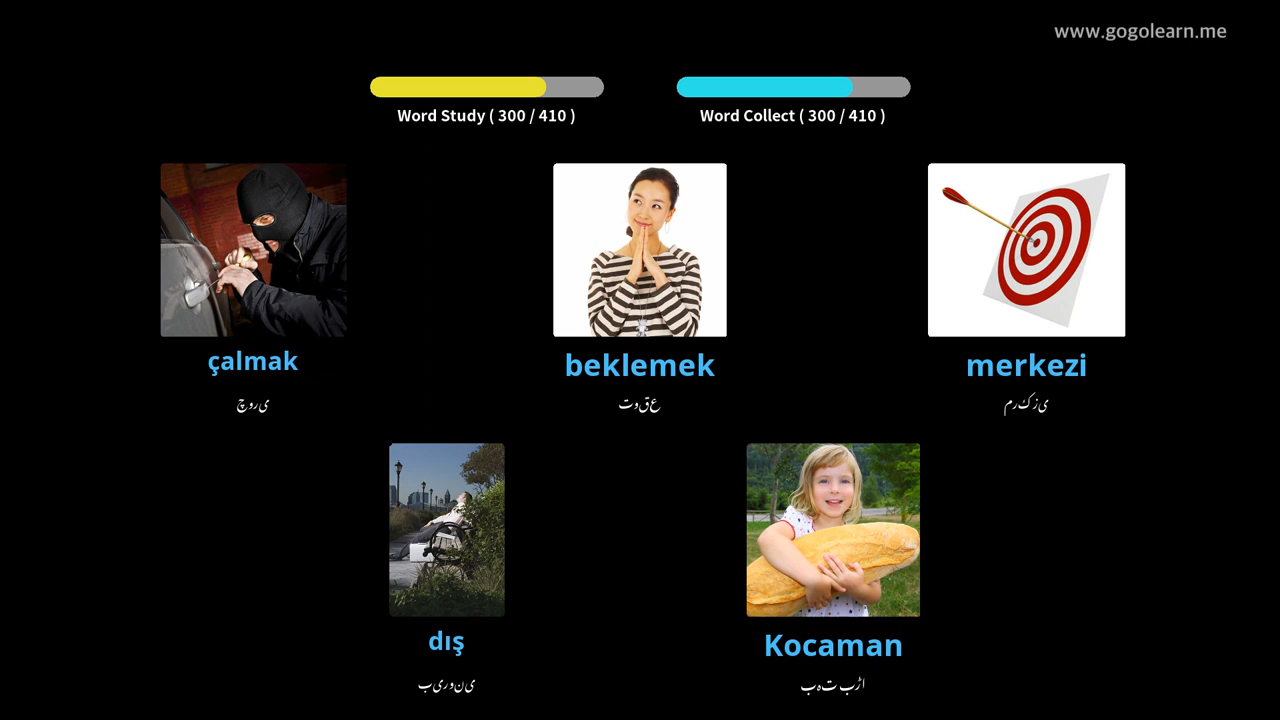 www.gogolearn.me
Word Study ( 300 / 410 )
Word Collect ( 300 / 410 )
çalmak
چوری
beklemek
توقع
merkezi
مرکزی
dış
بیرونی
Kocaman
بہت بڑا